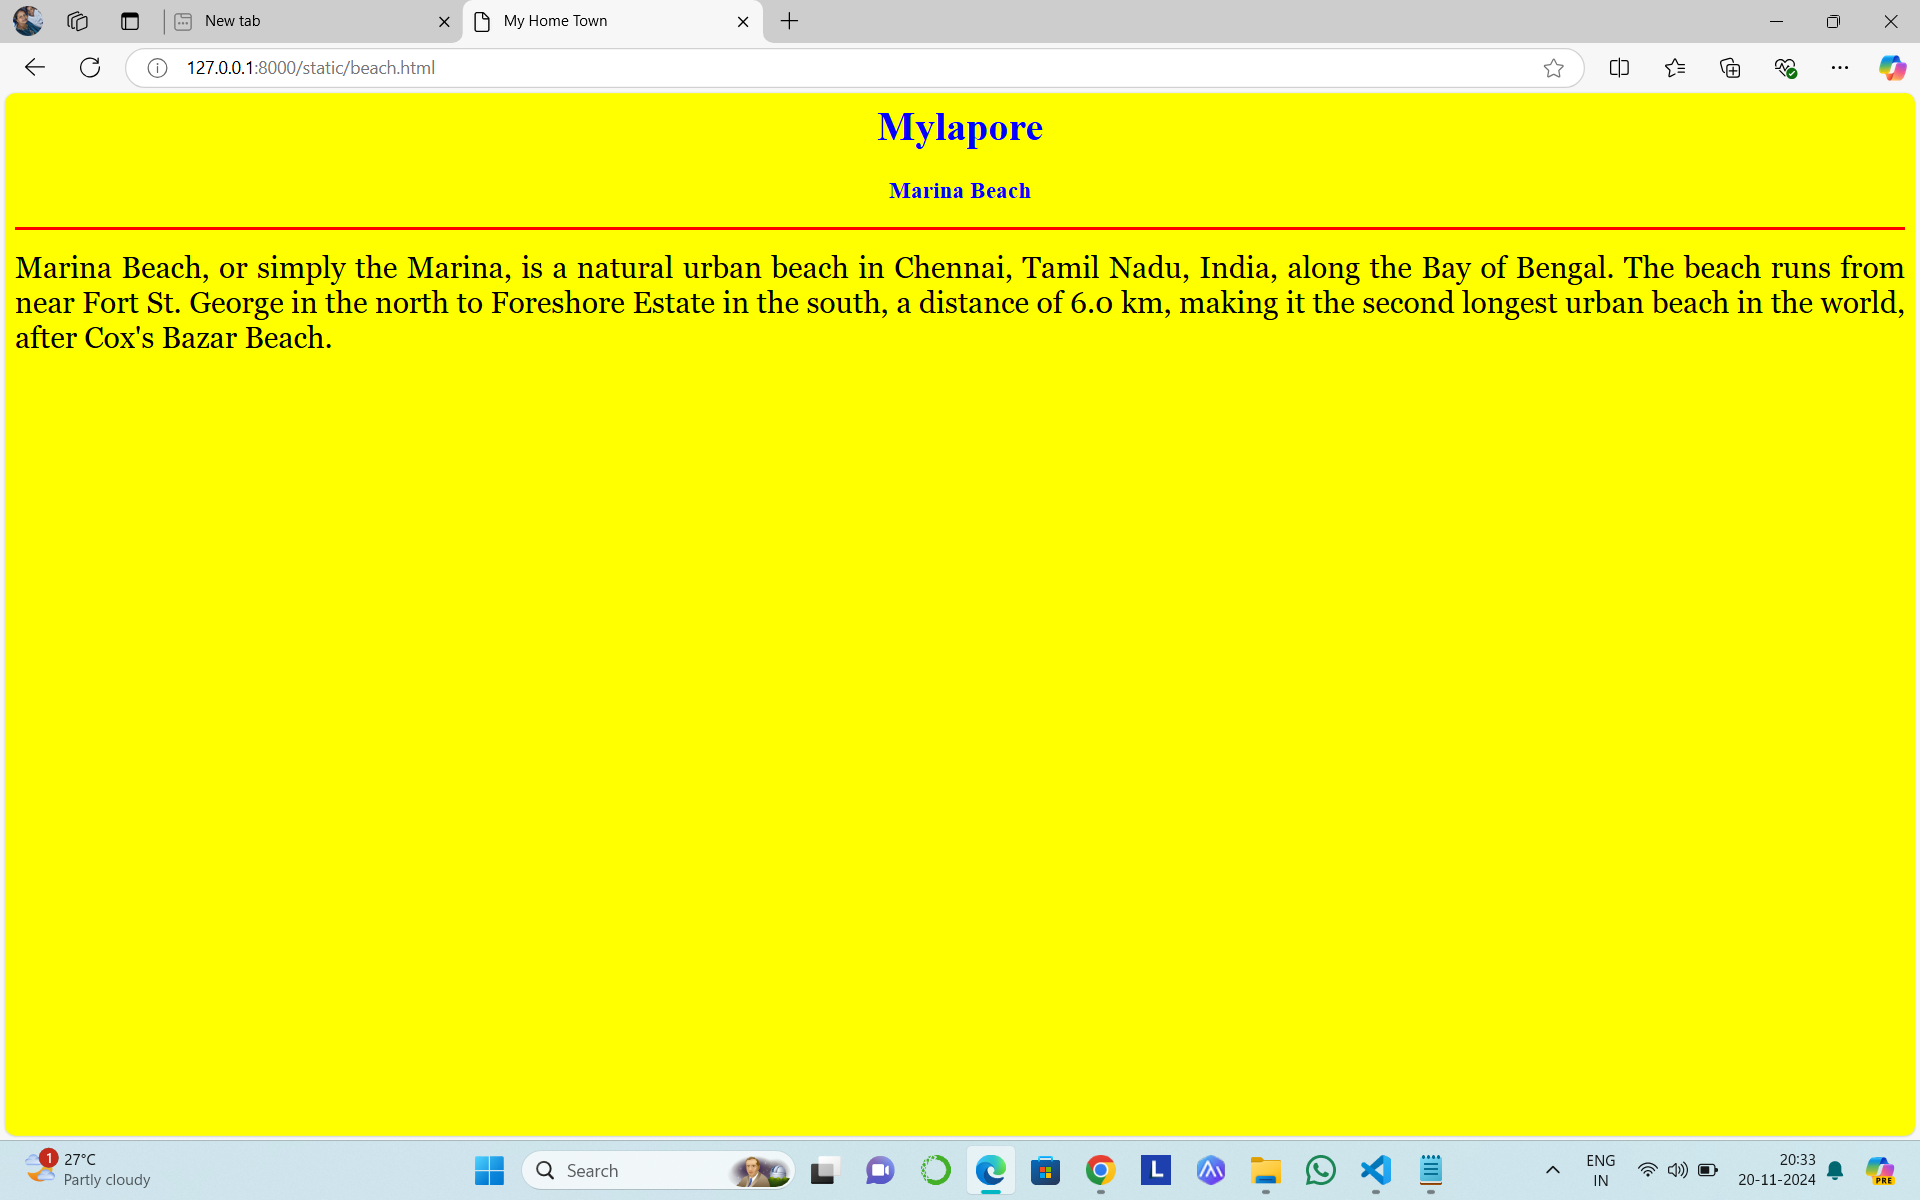 New tab
My Home Town
127.0.0.1:8000/static/beach.html
Mylapore
Marina Beach
Marina Beach, or simply the Marina, is a natural urban beach in Chennai, Tamil Nadu, India, along the Bay of Bengal. The beach runs from
near Fort St. George in the north to Foreshore Estate in the south, a distance of 6.0 km, making it the second longest urban beach in the world,
after Cox's Bazar Beach.
1
27°C
Partly cloudy
Search
L
ENG
IN
20:33
20-11-2024
PRE